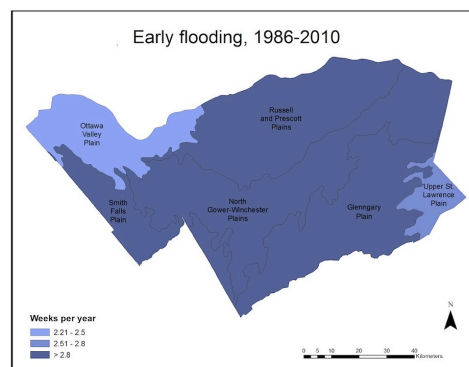 Early flooding, 1986-2010
Ottawa
Valley
Plain
Russell
and Prescott
Plains
Smith
Falls
Plain
North
Gower-Winchester
Plains
Glenngary
Plain
Upper St.
Lawrence
Plain
Weeks per year
2.21 - 2.5
2.51 - 2.8
> 2.8
N
0 5 10 20 30 40
Kilometers